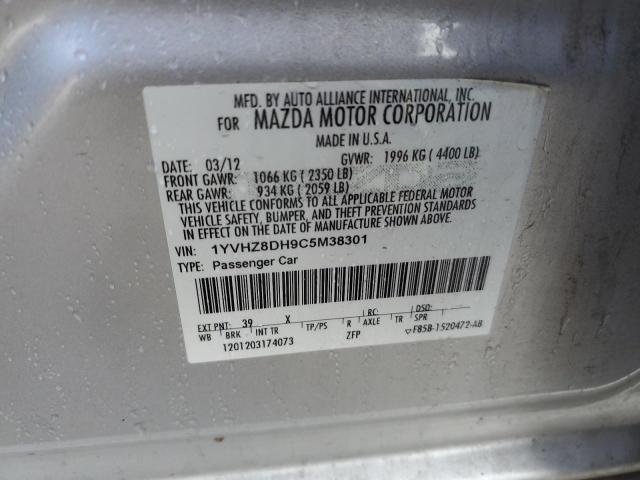 MFD. BY AUTO ALLIANCE INTERNATIONAL, INC.
FOR MAZDA MOTOR CORPORATION
MADE IN U.S.A.
DATE: 03/12 GVWR: 1996 KG ( 4400 LB)
FRONT GAWR: 1066 KG ( 2350 LB)
REAR GAWR: 934 KG ( 2059 LB)
THIS VEHICLE CONFORMS TO ALL APPLICABLE FEDERAL MOTOR
VEHICLE SAFETY, BUMPER, AND THEFT PREVENTION STANDARDS
IN EFFECT ON THE DATE OF MANUFACTURE SHOWN ABOVE.
VIN: 1YVHZ8DH9C5M38301
TYPE: Passenger Car
EXT PNT: 39 X RC: DSO:
WB BRK INT TR TP/PS R AXLE TR SPR
1201203174073 ZFP ▽F85B-1520472-AB